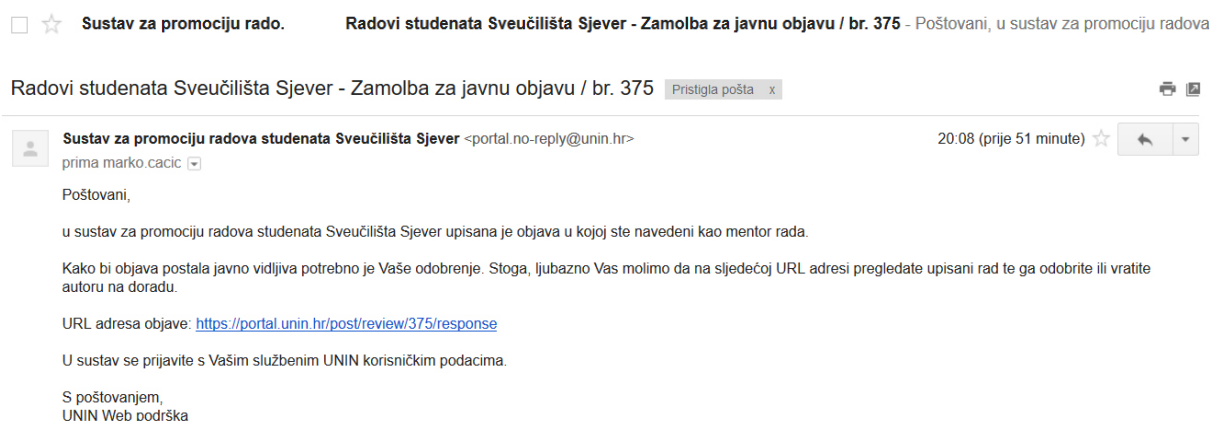 Sustav za promociju rado. Radovi studenata Sveučilišta Sjever - Zamolba za javnu objavu / br. 375 - Poštovani, u sustav za promociju radova
Radovi studenata Sveučilišta Sjever - Zamolba za javnu objavu / br. 375 Pristigla pošta x
Sustav za promociju radova studenata Sveučilišta Sjever <portal.no-reply@unin.hr> 20:08 (prije 51 minute)
prima marko.cacic
Poštovani,
u sustav za promociju radova studenata Sveučilišta Sjever upisana je objava u kojoj ste navedeni kao mentor rada.
Kako bi objava postala javno vidljiva potrebno je Vaše odobrenje. Stoga, ljubazno Vas molimo da na sljedećoj URL adresi pregledate upisani rad te ga odobrite ili vratite
autoru na doradu.
URL adresa objave: https://portal.unin.hr/post/review/375/response
U sustav se prijavite s Vašim službenim UNIN korisničkim podacima.
S poštovanjem,
UNIN Web podrška